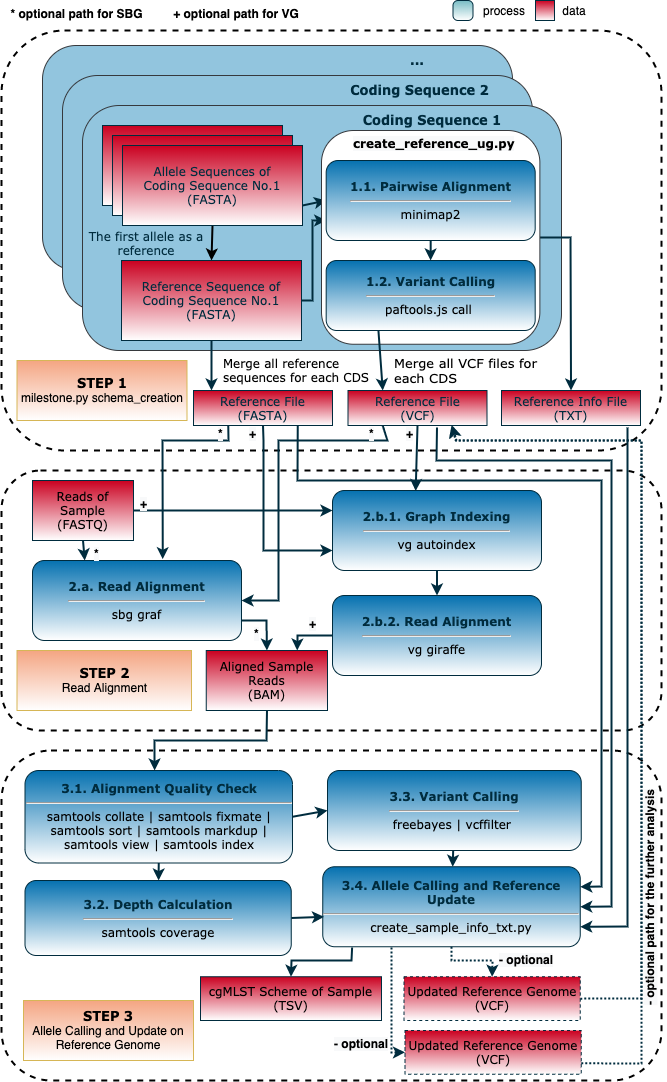 * optional path for SBG
+ optional path for VG
process
data
...
Coding Sequence 2
Coding Sequence 1
create_reference_ug.py
Allele Sequences of
Coding Sequence No.1
(FASTA)
1.1. Pairwise Alignment
minimap2
The first allele as a
reference
Reference Sequence of
Coding Sequence No.1
(FASTA)
1.2. Variant Calling
paftools.js call
STEP 1
milestone.py schema_creation
Merge all reference
sequences for each CDS
Merge all VCF files for
each CDS
Reference File
(FASTA)
Reference File
(VCF)
Reference Info File
(TXT)
*
+
*
+
Reads of
Sample
(FASTQ)
+
*
2.b.1. Graph Indexing
vg autoindex
2.a. Read Alignment
sbg graf
*
+
2.b.2. Read Alignment
vg giraffe
STEP 2
Read Alignment
Aligned Sample
Reads
(BAM)
3.1. Alignment Quality Check
samtools collate | samtools fixmate |
samtools sort | samtools markdup |
samtools view | samtools index
3.3. Variant Calling
freebayes | vcffilter
3.2. Depth Calculation
samtools coverage
3.4. Allele Calling and Reference
Update
create_sample_info_txt.py
- optional path for the further analysis
- optional
cgMLST Scheme of Sample
(TSV)
Updated Reference Genome
(VCF)
STEP 3
Allele Calling and Update on
Reference Genome
- optional
Updated Reference Genome
(VCF)